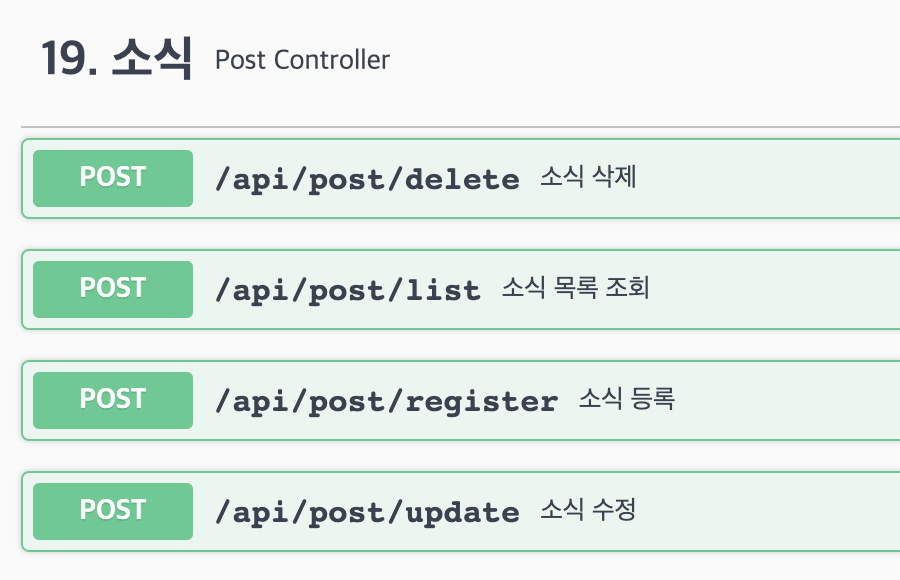 19. 소식 Post Controller
POST /api/post/delete 소식 삭제
POST /api/post/list 소식 목록 조회
POST /api/post/register 소식 등록
POST /api/post/update 소식 수정